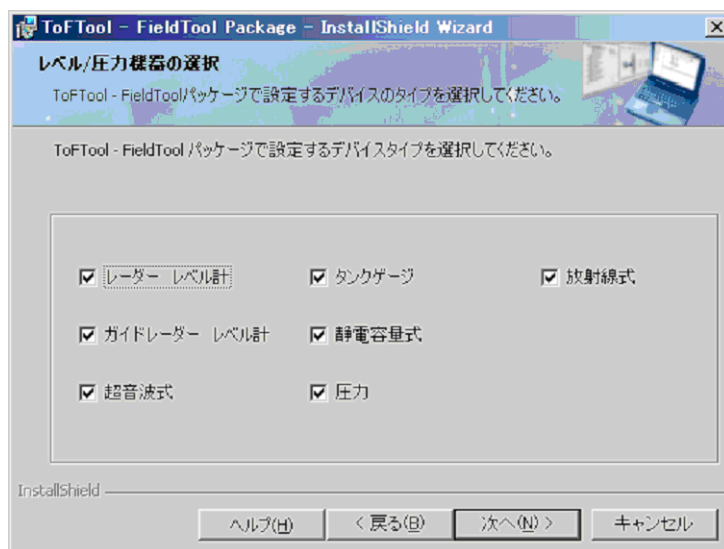 ToFTool - FieldTool Package - InstallShield Wizard
レベル/圧力機器の選択
ToFTool - FieldToolパッケージで設定するデバイスのタイプを選択してください。
ToFTool - FieldTool パッケージで設定するデバイスタイプを選択してください。
レーダー レベル計 タンクゲージ 放射線式
ガイドレーダー レベル計 静電容量式
超音波式 圧力
InstallShield
ヘルプ(H) < 戻る(B) 次へ(N) > キャンセル